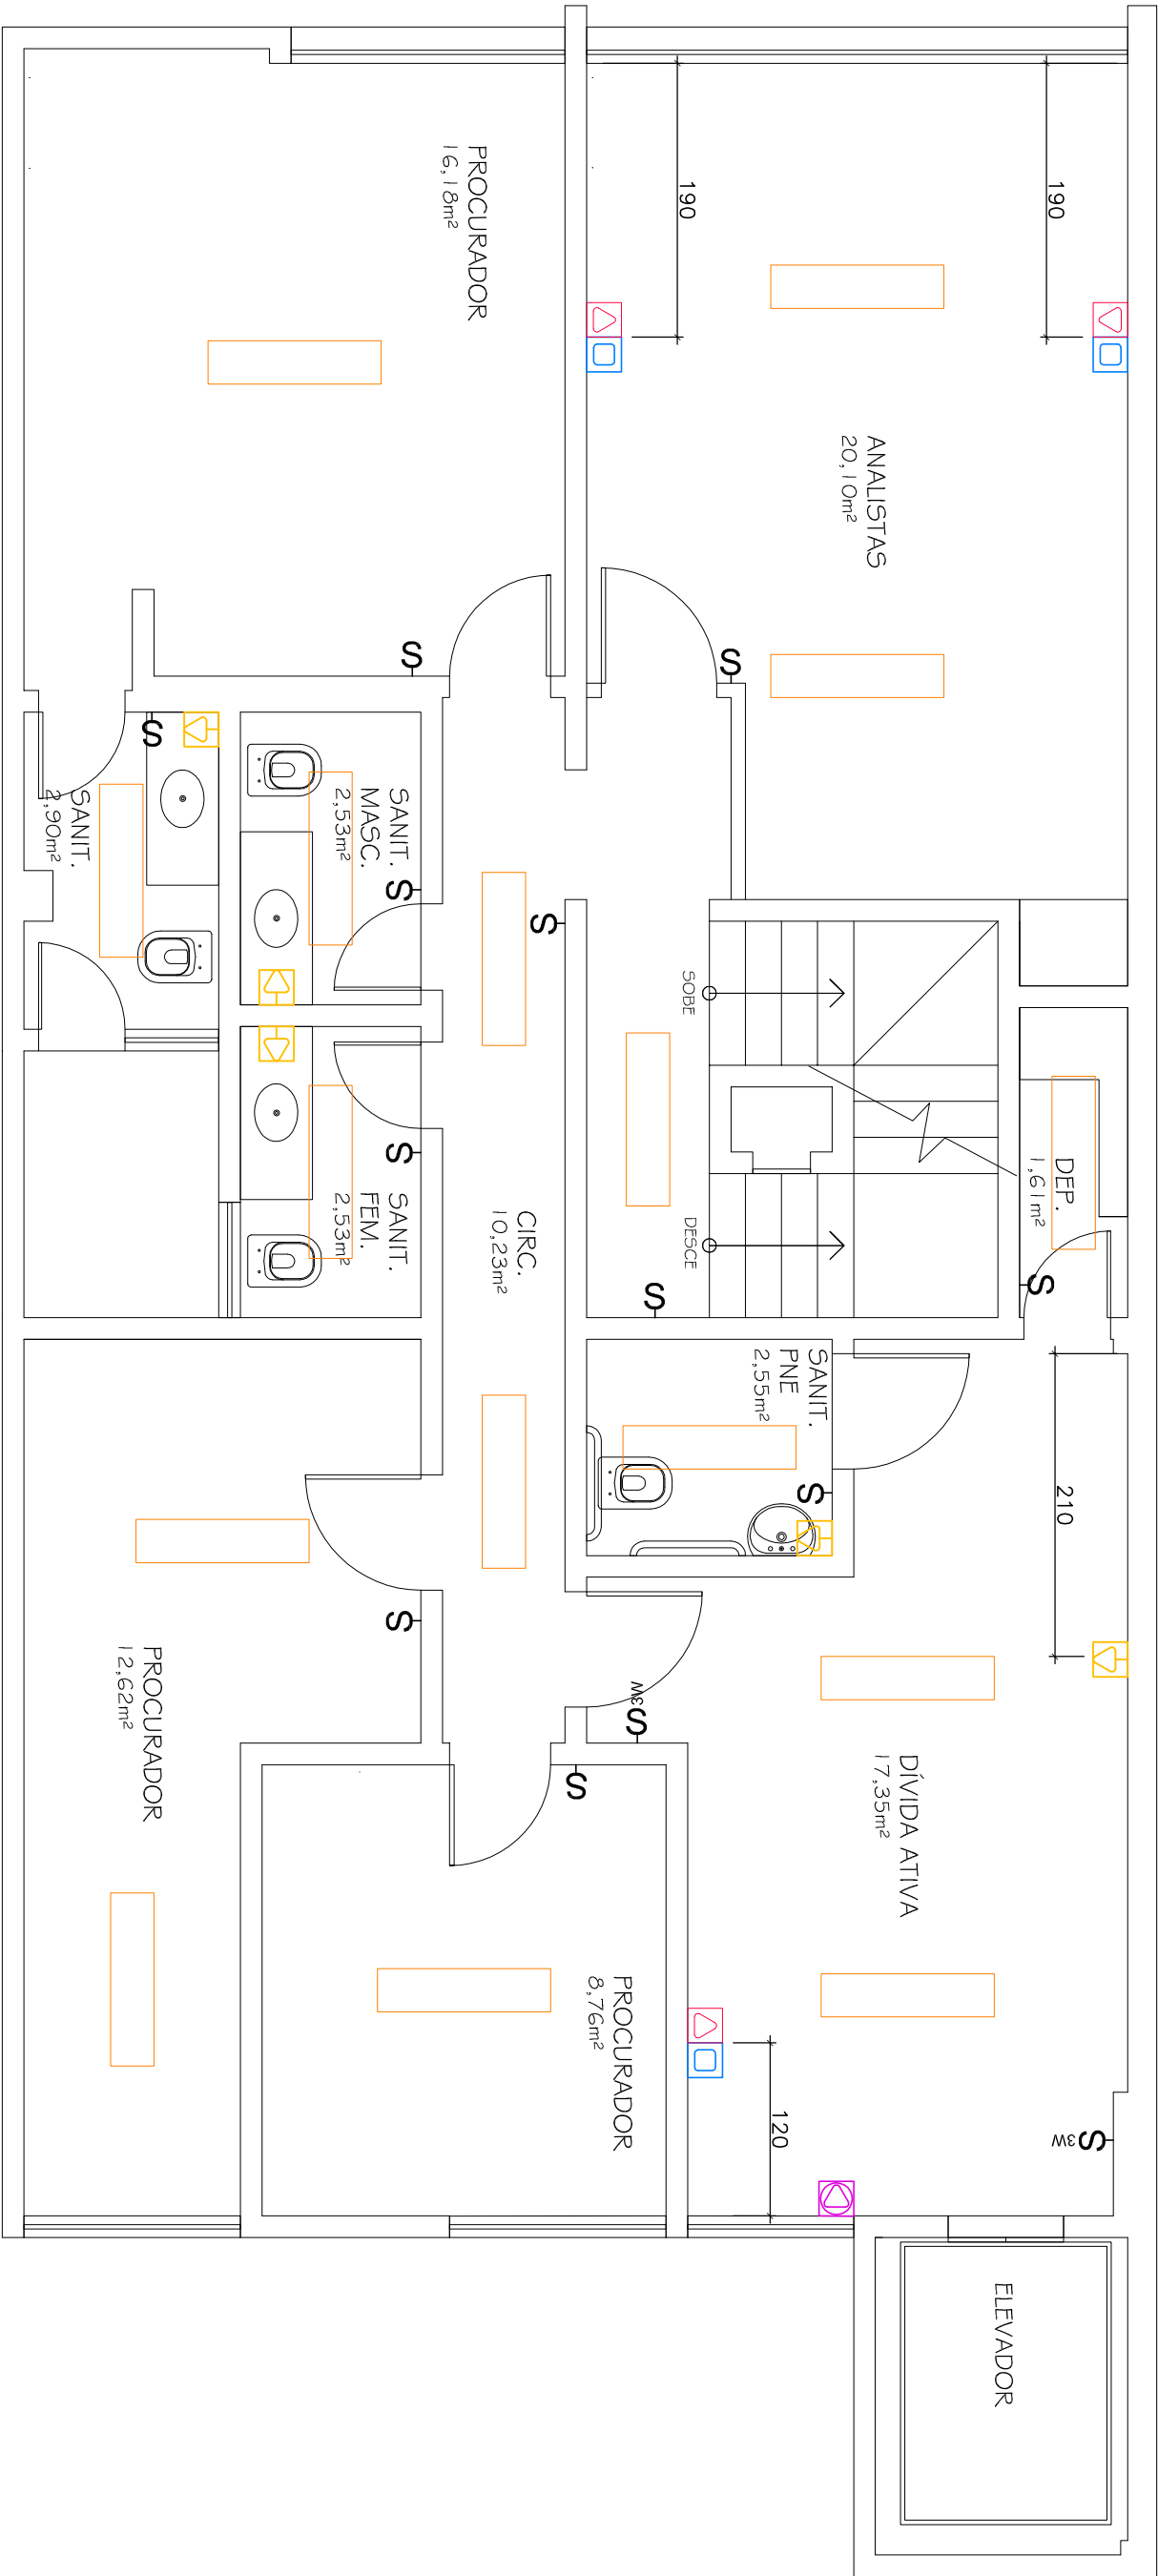 PROCURADOR
16,18m²
190
190
ANALISTAS
20,10m²
S
S
S
SANIT.
2,90m²
SANIT.
MASC.
2,53m²
S
S
SOBE
DESCE
DEP.
1,61m²
S
S
S
SANIT.
FEM.
2,53m²
CIRC.
10,23m²
SANIT.
PNE
2,55m²
S
210
S
PROCURADOR
12,62m²
S3W
S
DÍVIDA ATIVA
17,35m²
PROCURADOR
8,76m²
120
S3W
ELEVADOR